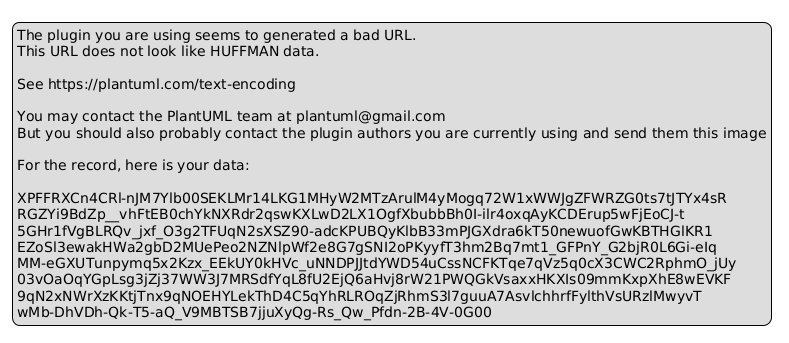 The plugin you are using seems to generated a bad URL.
This URL does not look like HUFFMAN data.
See https://plantuml.com/text-encoding
You may contact the PlantUML team at plantuml@gmail.com
But you should also probably contact the plugin authors you are currently using and send them this image
For the record, here is your data:
XPFFRXCn4CRl-nJM7Ylb00SEKLMr14LKG1MHyW2MTzArulM4yMogq72W1xWWJgZFWRZG0ts7tJTYx4sR
RGZYi9BdZp__vhFtEB0chYkNXRdr2qswKXLwD2LX1OgfXbubbBh0I-ilr4oxqAyKCDErup5wFjEoCJ-t
5GHr1fVgBLRQv_jxf_O3g2TFUqN2sXSZ90-adcKPUBQyKlbB33mPJGXdra6kT50newuofGwKBTHGlKR1
EZoSl3ewakHWa2gbD2MUePeo2NZNlpWf2e8G7gSNI2oPKyyfT3hm2Bq7mt1_GFPnY_G2bjR0L6Gi-eIq
MM-eGXUTunpymq5x2Kzx_EEkUY0kHVc_uNNDPJJtdYWD54uCssNCFKTqe7qVz5q0cX3CWC2RphmO_jUy
03vOaOqYGpLsg3jZj37WW3J7MRSdfYqL8fU2EjQ6aHvj8rW21PWQGkVsaxxHKXIs09mmKxpXhE8wEVKF
9qN2xNWrXzKKtjTnx9qNOEHYLekThD4C5qYhRLROqZjRhmS3l7guuA7AsvlchhrfFylthVsURzlMwyvT
wMb-DhVDh-Qk-T5-aQ_V9MBTSB7jjuXyQg-Rs_Qw_Pfdn-2B-4V-0G00